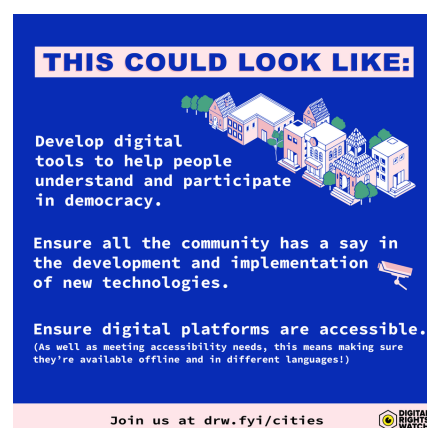 THIS COULD LOOK LIKE:
Develop digital
tools to help people
understand and participate
in democracy.
Ensure all the community has a say in
the development and implementation
of new technologies.
Ensure digital platforms are accessible.
(As well as meeting accessibility needs, this means making sure
they're available offline and in different languages!)
Join us at drw.fyi/cities
DIGITAL
RIGHTS
WATCH